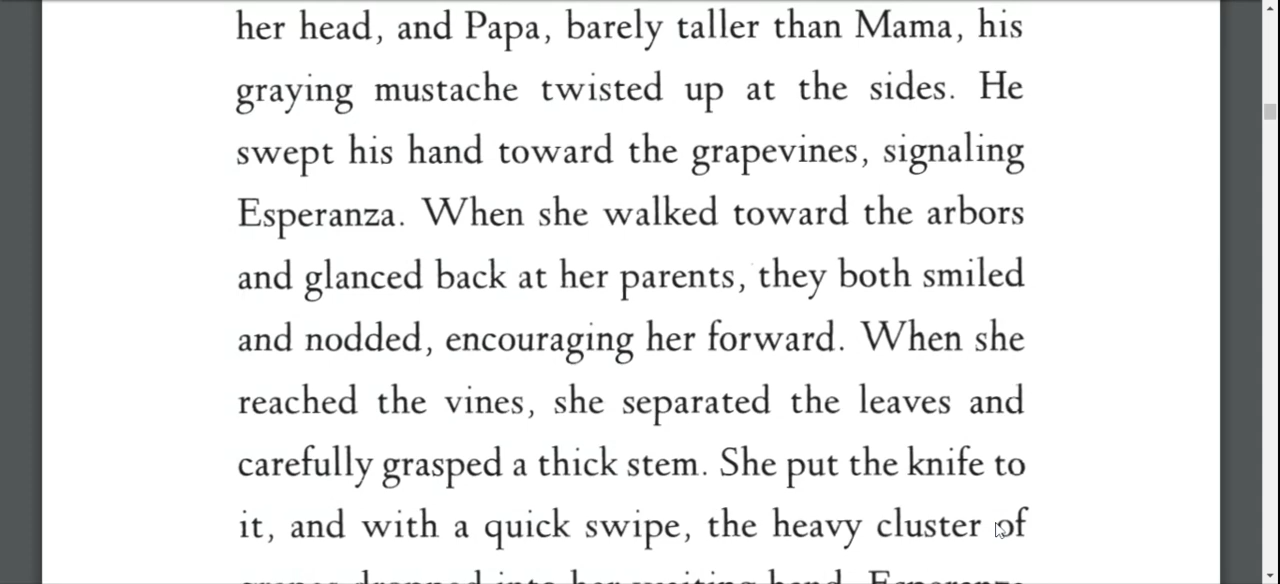 her head, and Papa, barely taller than Mama, his
graying mustache twisted up at the sides. He
swept his hand toward the grapevines, signaling
Esperanza. When she walked toward the arbors
and glanced back at her parents, they both smiled
and nodded, encouraging her forward. When she
reached the vines, she separated the leaves and
carefully grasped a thick stem. She put the knife to
it, and with a quick swipe, the heavy cluster of